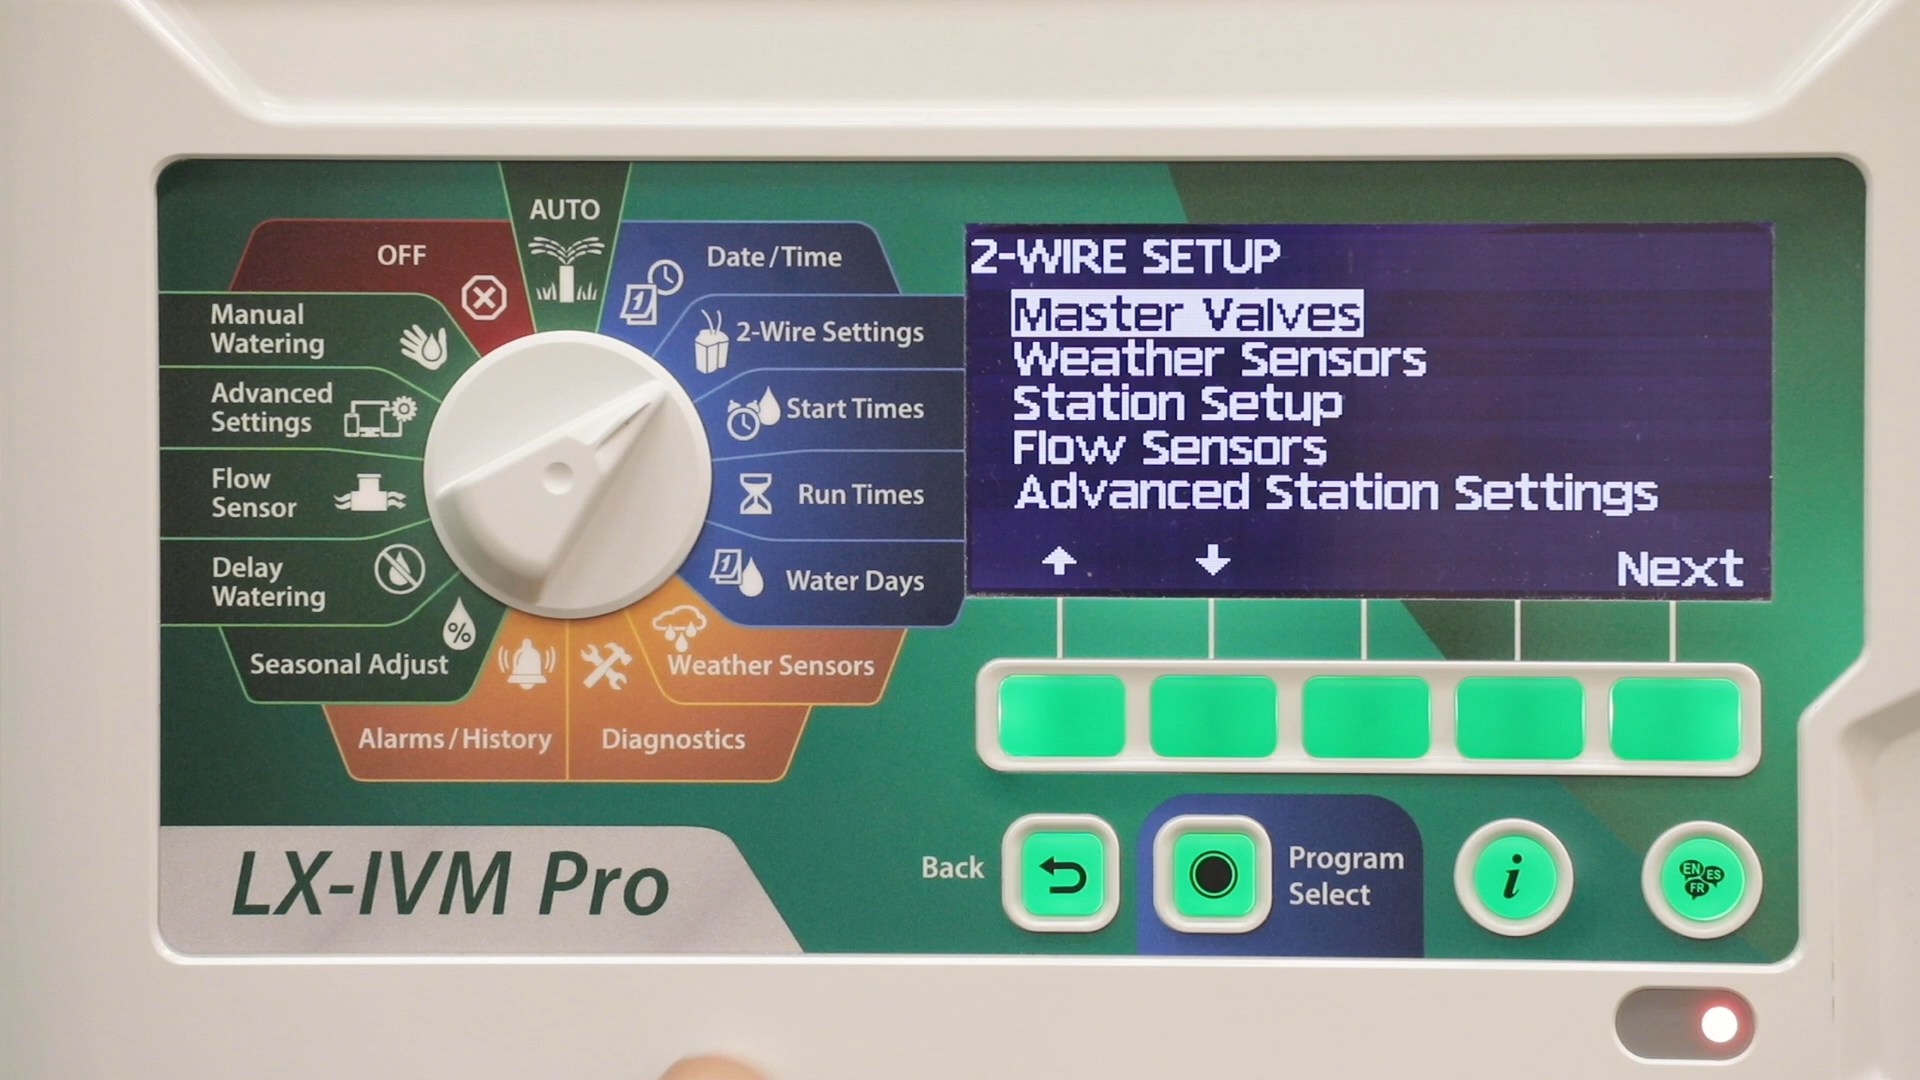 AUTO
OFF
Date/Time
Manual
Watering
2-Wire Settings
Advanced
Settings
Start Times
Flow
Sensor
Run Times
Delay
Watering
1
Water Days
%
Seasonal Adjust
Weather Sensors
Alarms/History
Diagnostics
1
2-WIRE SETUP
Master Valves
Weather Sensors
Station Setup
Flow Sensors
Advanced Station Settings
Next
LX-IVM Pro
Back
Program
Select
i
EN
ES
FR